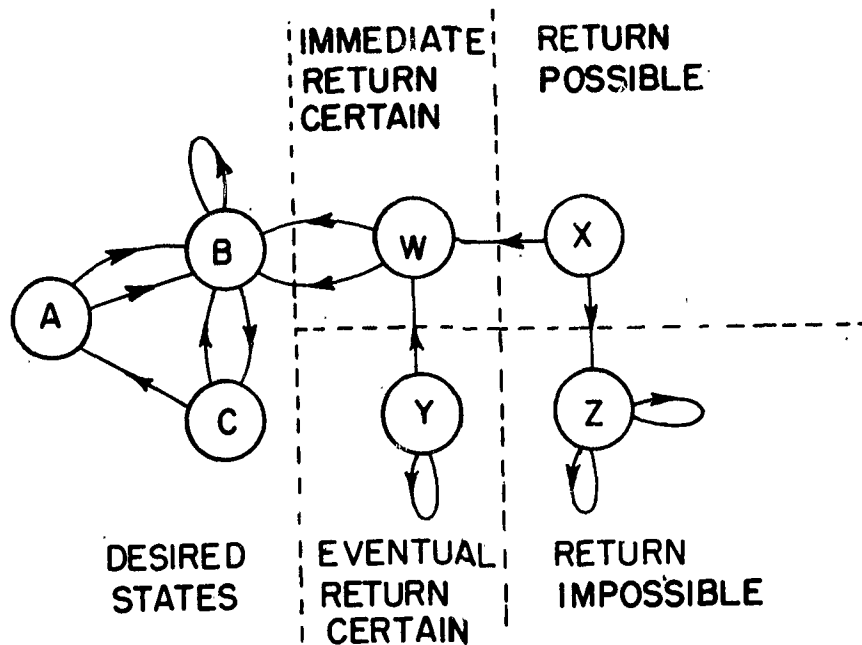 IMMEDIATE
RETURN
CERTAIN
RETURN
POSSIBLE
B
W
X
A
C
Y
Z
DESIRED
STATES
EVENTUAL
RETURN
CERTAIN
RETURN
IMPOSSIBLE